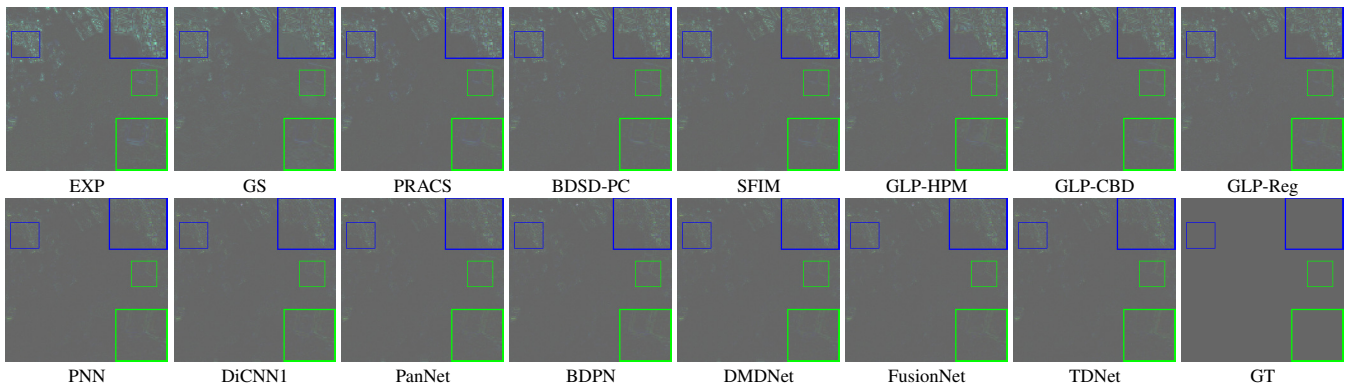 EXP GS PRACS BDSD-PC SFIM GLP-HPM GLP-CBD GLP-Reg
PNN DiCNN1 PanNet BDPN DMDNet FusionNet TDNet GT